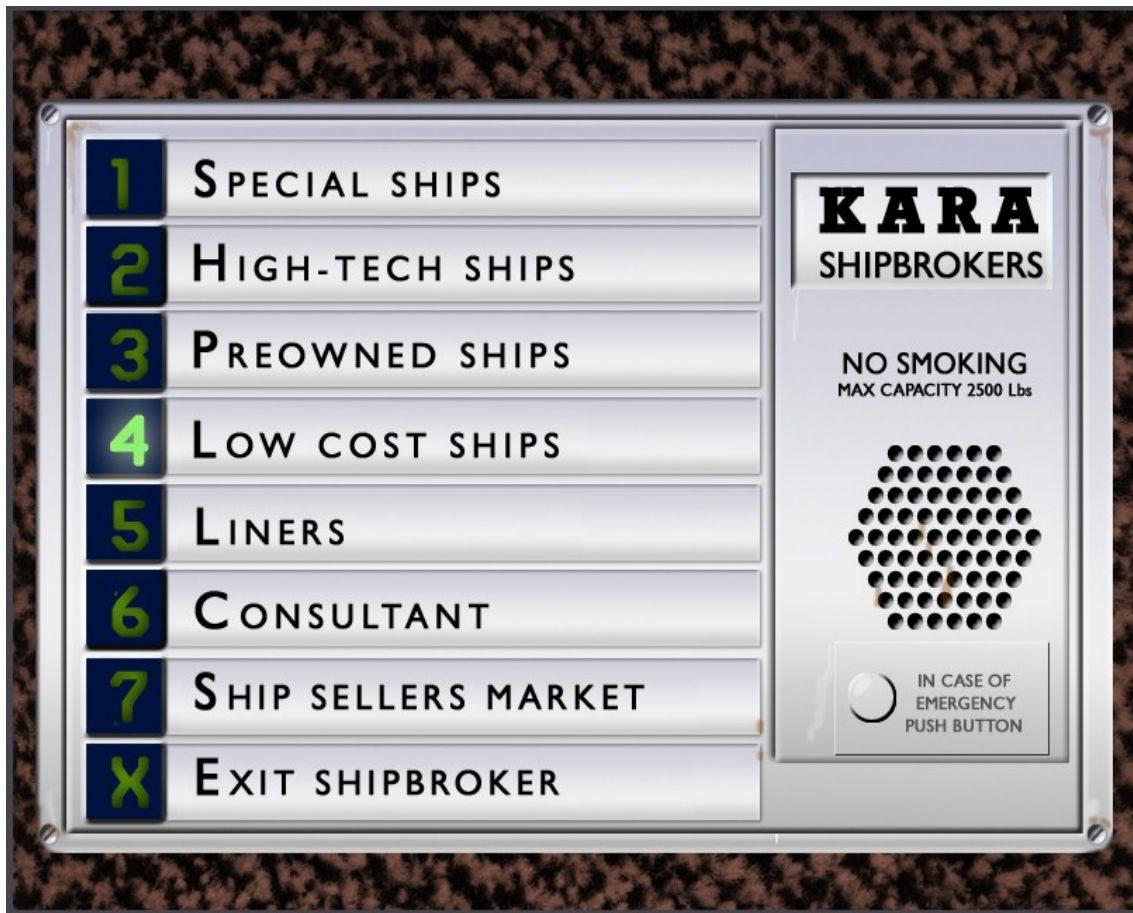 1 SPECIAL SHIPS
2 HIGH-TECH SHIPS
3 PREOWNED SHIPS
4 LOW COST SHIPS
5 LINERS
6 CONSULTANT
7 SHIP SELLERS MARKET
X EXIT SHIPBROKER
KARA
SHIPBROKERS
NO SMOKING
MAX CAPACITY 2500 Lbs
IN CASE OF
EMERGENCY
PUSH BUTTON